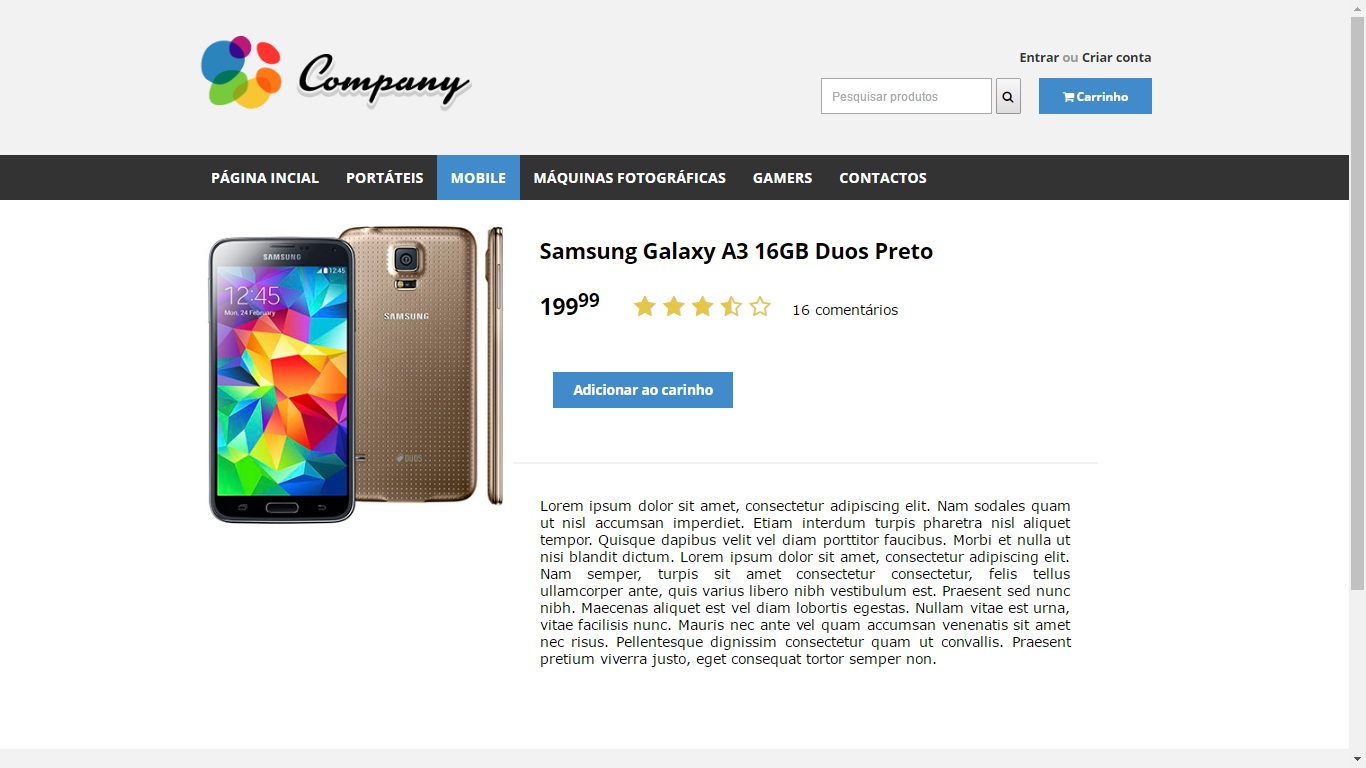 Company
Entrar ou Criar conta
Pesquisar produtos
Carrinho
PÁGINA INCIAL PORTÁTEIS MOBILE MÁQUINAS FOTOGRÁFICAS GAMERS CONTACTOS
SAMSUNG
12:45
12:45
Mon, 24 February
SAMSUNG
DUOS
Samsung Galaxy A3 16GB Duos Preto
19999
16 comentários
Adicionar ao carinho
Lorem ipsum dolor sit amet, consectetur adipiscing elit. Nam sodales quam
ut nisl accumsan imperdiet. Etiam interdum turpis pharetra nisl aliquet
tempor. Quisque dapibus velit vel diam porttitor faucibus. Morbi et nulla ut
nisi blandit dictum. Lorem ipsum dolor sit amet, consectetur adipiscing elit.
Nam semper, turpis sit amet consectetur consectetur, felis tellus
ullamcorper ante, quis varius libero nibh vestibulum est. Praesent sed nunc
nibh. Maecenas aliquet est vel diam lobortis egestas. Nullam vitae est urna,
vitae facilisis nunc. Mauris nec ante vel quam accumsan venenatis sit amet
nec risus. Pellentesque dignissim consectetur quam ut convallis. Praesent
pretium viverra justo, eget consequat tortor semper non.